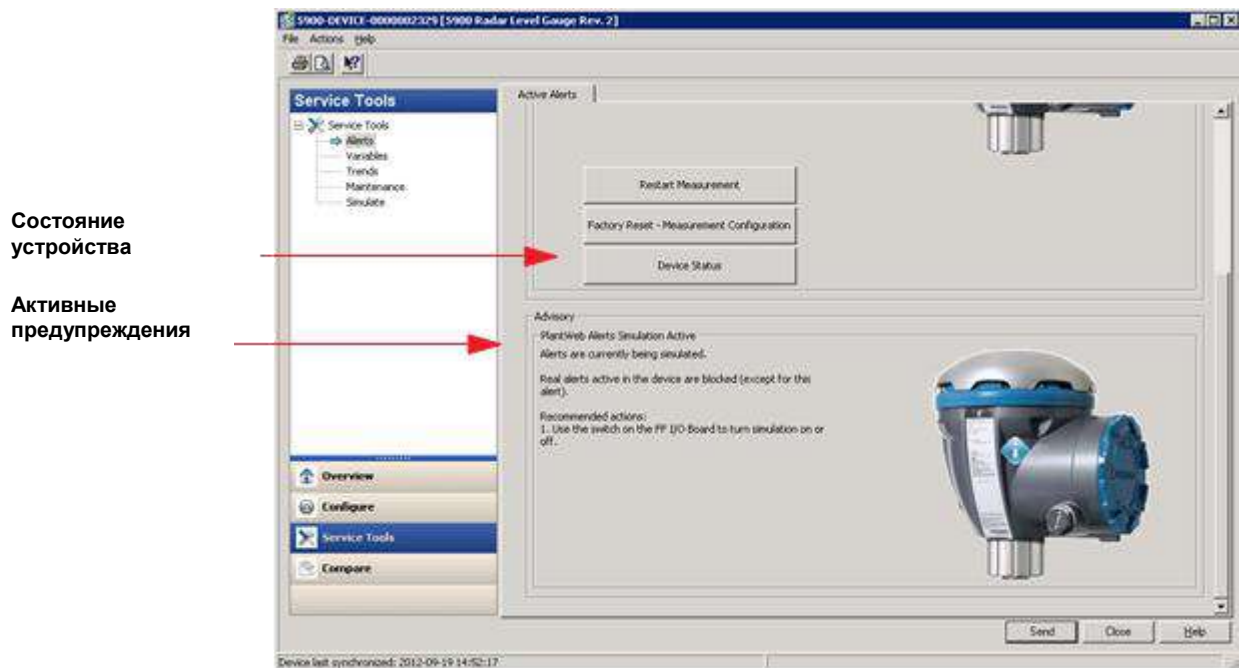 5900-DEVICE-0000002329 [5900 Radar Level Gauge Rev. 2]
File Actions Help
Service Tools
Service Tools
Alerts
Variables
Trends
Maintenance
Simulate
Состояние
устройства
Активные
предупреждения
Overview
Configure
Service Tools
Compare
Active Alerts
Restart Measurement
Factory Reset - Measurement Configuration
Device Status
Advisory
PlantWeb Alerts Simulation Active
Alerts are currently being simulated.
Real alerts active in the device are blocked (except for this
alert).
Recommended actions:
1. Use the switch on the FF I/O Board to turn simulation on or
off.
Send Close Help
Device last synchronized: 2012-09-19 14:52:17